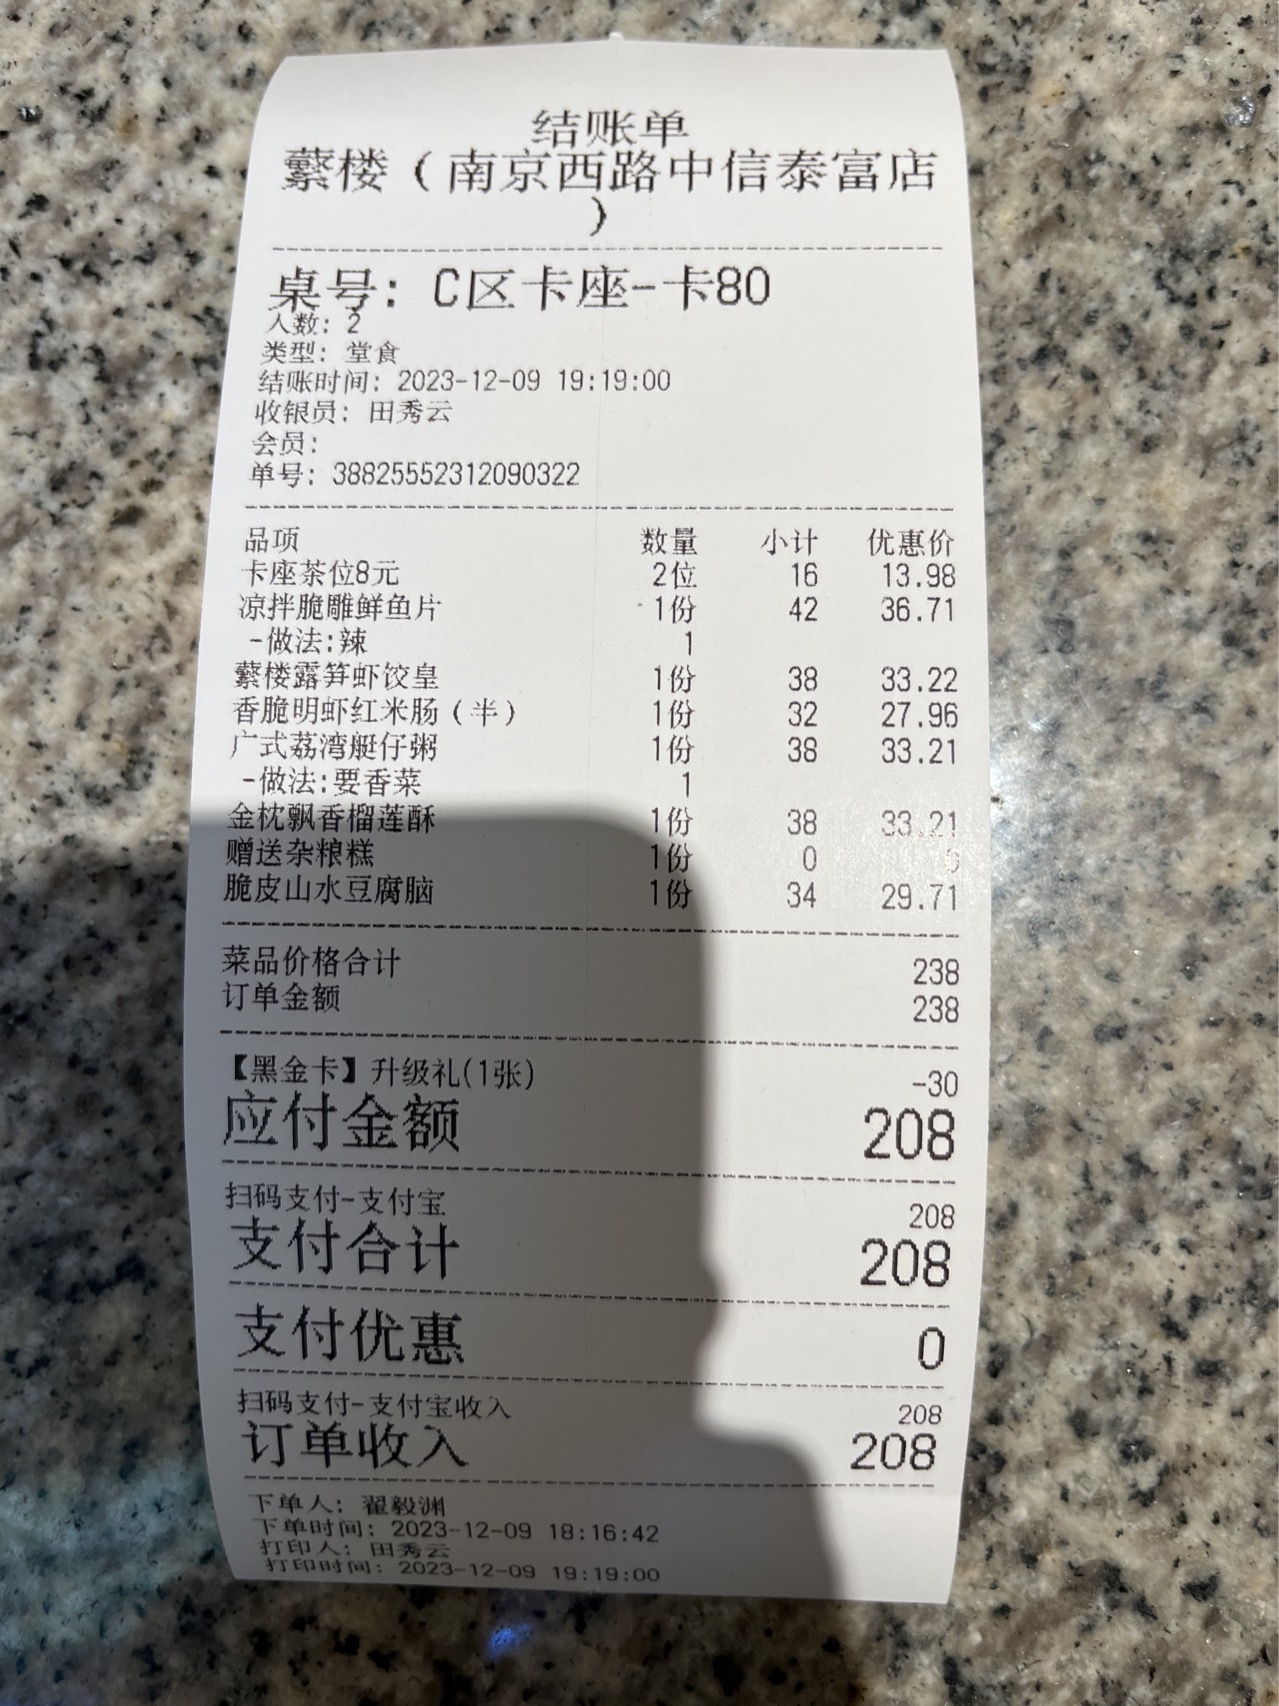 结账单
蘩楼（南京西路中信泰富店
）
桌号：C区卡座-卡80
人数：2
类型：堂食
结账时间：2023-12-09 19:19:00
收银员：田秀云
会员：
单号：38825552312090322
品项 数量 小计 优惠价
卡座茶位8元 2位 16 13.98
凉拌脆雕鲜鱼片 1份 42 36.71
-做法:辣 1
蘩楼露笋虾饺皇 1份 38 33.22
香脆明虾红米肠（半） 1份 32 27.96
广式荔湾艇仔粥 1份 38 33.21
-做法:要香菜 1
金枕飘香榴莲酥 1份 38 33.21
赠送杂粮糕 1份 0 0
脆皮山水豆腐脑 1份 34 29.71
菜品价格合计 238
订单金额 238
【黑金卡】升级礼(1张) -30
应付金额 208
扫码支付-支付宝 208
支付合计 208
支付优惠 0
扫码支付-支付宝收入 208
订单收入 208
下单人：翟毅渊
下单时间：2023-12-09 18:16:42
打印人：田秀云
打印时间：2023-12-09 19:19:00